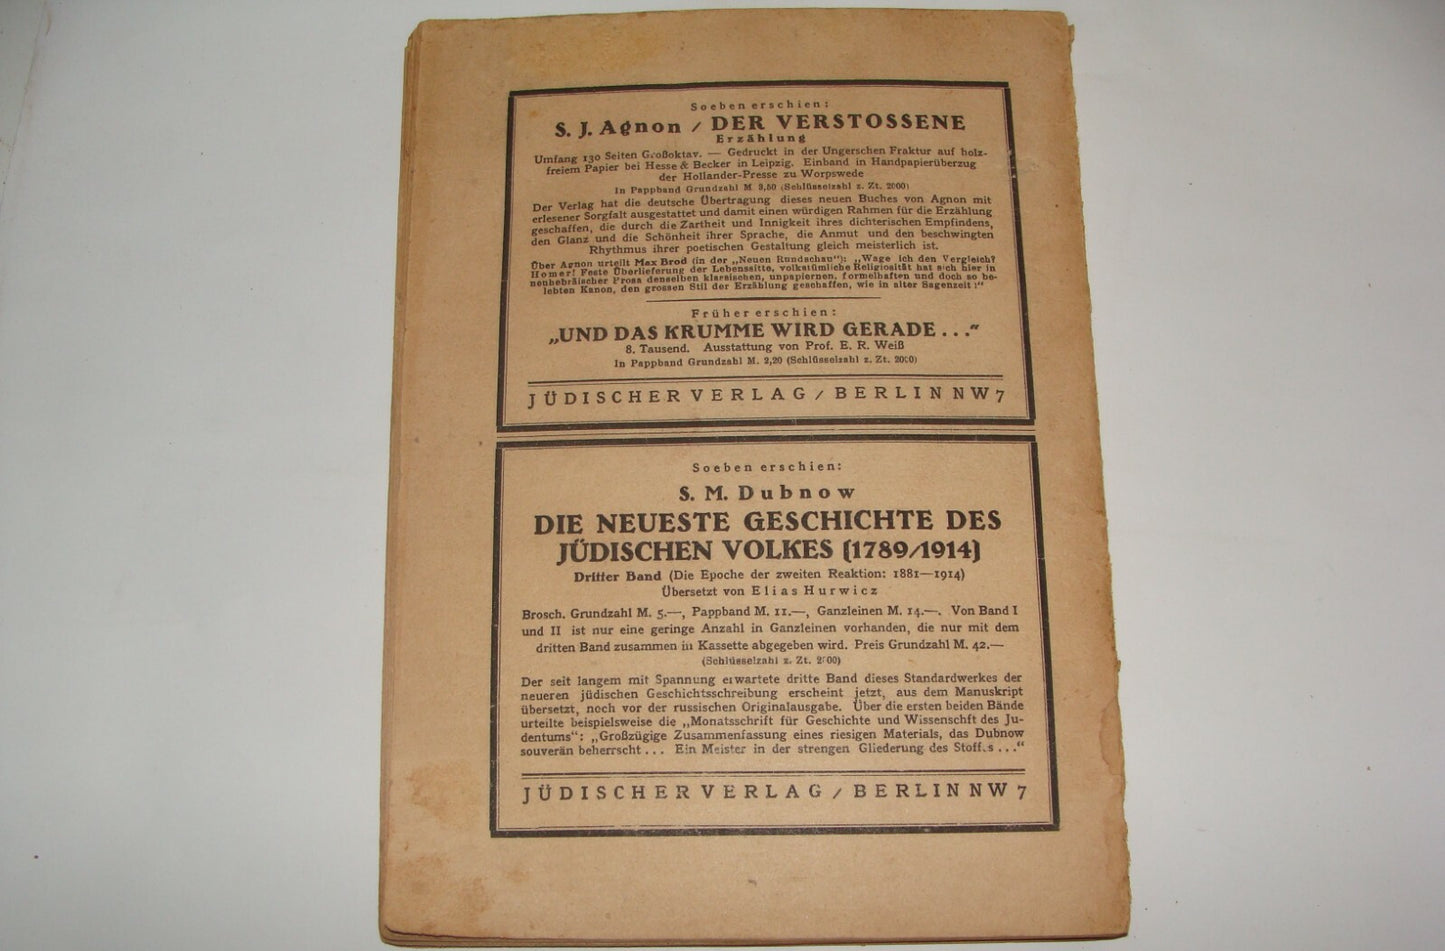 Soeben erschien:
S. J. Agnon / DER VERSTOSSENE
Erzählung
Umfang 130 Seiten Großoktav. — Gedruckt in der Ungerschen Fraktur auf holz-
freiem Papier bei Hesse & Becker in Leipzig. Einband in Handpapierüberzug
der Hollander-Presse zu Worpswede
In Pappband Grundzahl M 3,50 (Schlüsselzahl z. Zt. 2000)
Der Verlag hat die deutsche Übertragung dieses neuen Buches von Agnon mit
erlesener Sorgfalt ausgestattet und damit einen würdigen Rahmen für die Erzählung
geschaffen, die durch die Zartheit und Innigkeit ihres dichterischen Empfindens,
den Glanz und die Schönheit ihrer Sprache, die Anmut und den beschwingten
Rhythmus ihrer poetischen Gestaltung gleich meisterlich ist.
Über Agnon urteilt Max Brod (in der „Neuen Rundschau“): „Wage ich den Vergleich?
Homer! Feste Überlieferung der Lebenssitte, volkstümliche Religiosität hat sich hier in
neuhebräischer Prosa denselben klassischen, unpapiernen, formelhaften und doch so be-
lebten Kanon, den grossen Stil der Erzählung geschaffen, wie in alter Sagenzeit!“
Früher erschien:
„UND DAS KRUMME WIRD GERADE . . .“
8. Tausend. Ausstattung von Prof. E. R. Weiß
In Pappband Grundzahl M. 2,20 (Schlüsselzahl z. Zt. 2000)
JÜDISCHER VERLAG / BERLIN NW 7
Soeben erschien:
S. M. Dubnow
DIE NEUESTE GESCHICHTE DES
JÜDISCHEN VOLKES (1789/1914)
Dritter Band (Die Epoche der zweiten Reaktion: 1881—1914)
Übersetzt von Elias Hurwicz
Brosch. Grundzahl M. 5.—, Pappband M. 11.—, Ganzleinen M. 14.—. Von Band I
und II ist nur eine geringe Anzahl in Ganzleinen vorhanden, die nur mit dem
dritten Band zusammen in Kassette abgegeben wird. Preis Grundzahl M. 42.—
(Schlüsselzahl z. Zt. 2000)
Der seit langem mit Spannung erwartete dritte Band dieses Standardwerkes der
neueren jüdischen Geschichtsschreibung erscheint jetzt, aus dem Manuskript
übersetzt, noch vor der russischen Originalausgabe. Über die ersten beiden Bände
urteilte beispielsweise die „Monatsschrift für Geschichte und Wissenschft des Ju-
dentums“: „Großzügige Zusammenfassung eines riesigen Materials, das Dubnow
souverän beherrscht . . . Ein Meister in der strengen Gliederung des Stoffes . . .“
JÜDISCHER VERLAG / BERLIN NW 7